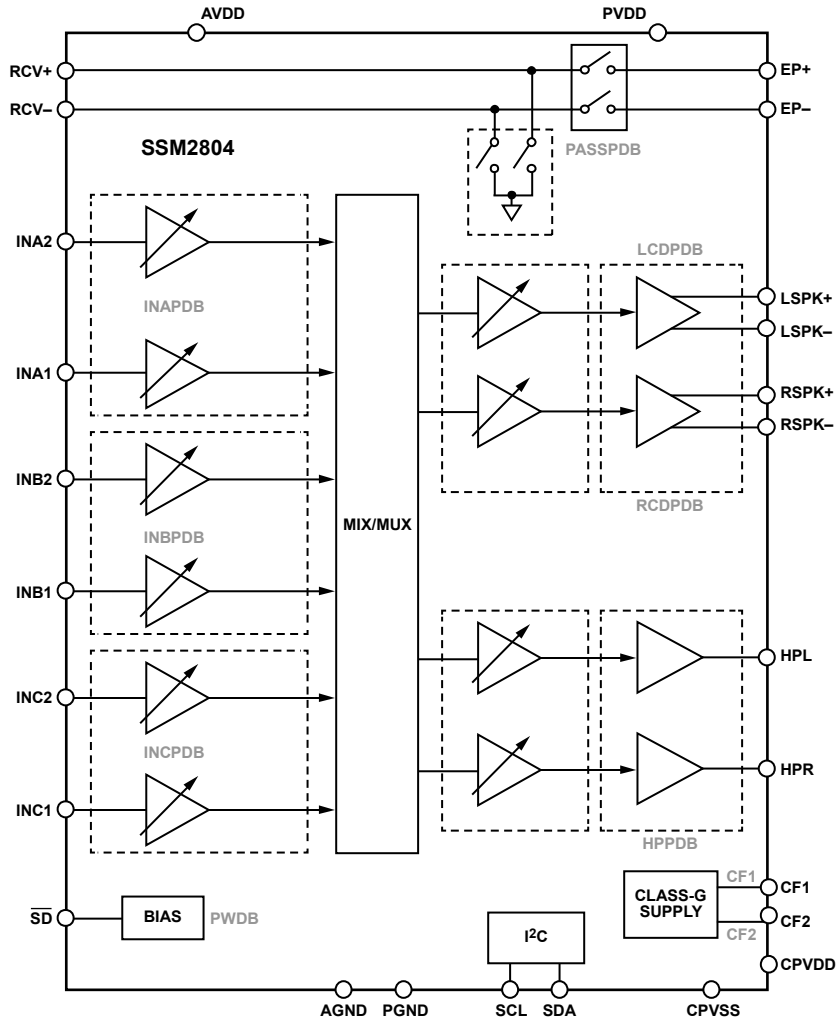 AVDD
PVDD
RCV+
EP+
RCV–
EP–
PASSPDB
SSM2804
LCDPDB
INA2
LSPK+
INAPDB
LSPK–
INA1
RSPK+
RSPK–
INB2
RCDPDB
MIX/MUX
INBPDB
INB1
HPL
INC2
INCPDB
HPR
INC1
HPPDB
CF1
CLASS-G
SUPPLY
CF1
CF2
CF2
SD
BIAS
PWDB
I2C
CPVDD
AGND
PGND
SCL
SDA
CPVSS